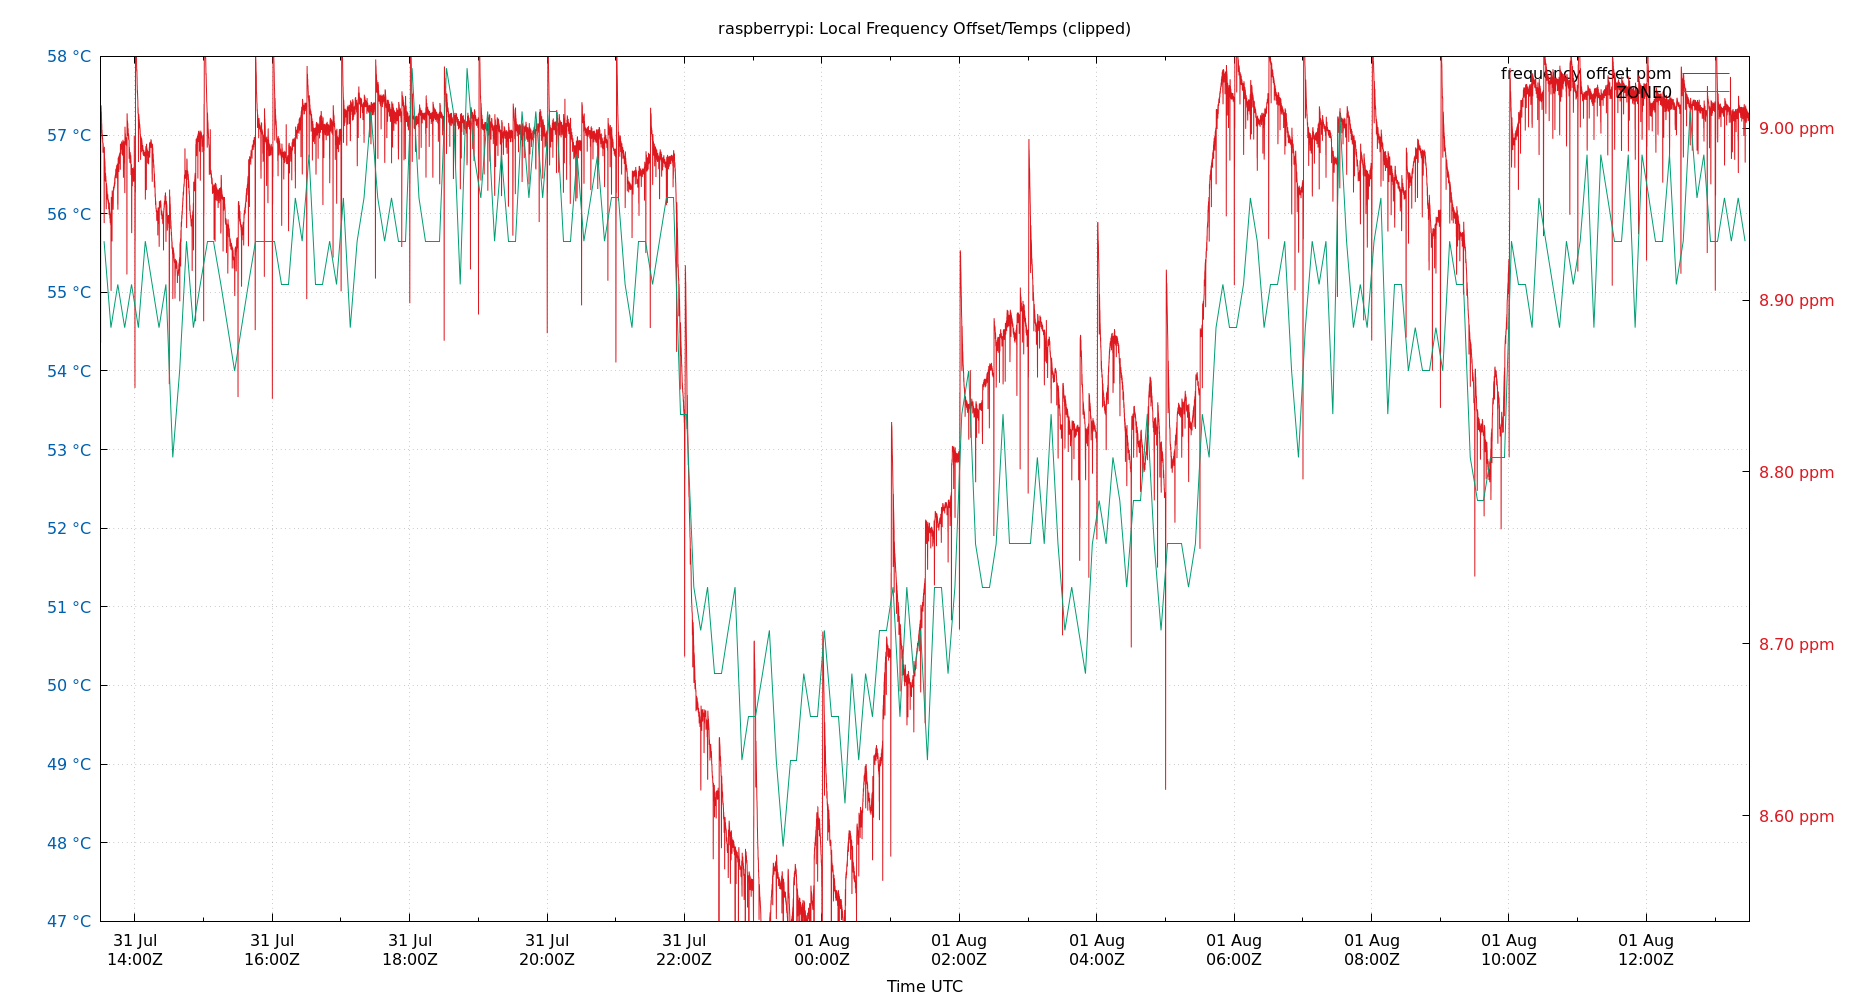 raspberrypi: Local Frequency Offset/Temps (clipped)
58 °C
57 °C
56 °C
55 °C
54 °C
53 °C
52 °C
51 °C
50 °C
49 °C
48 °C
47 °C
frequency offset ppm
ZONE0
9.00 ppm
8.90 ppm
8.80 ppm
8.70 ppm
8.60 ppm
31 Jul 31 Jul 31 Jul 31 Jul 31 Jul 01 Aug 01 Aug 01 Aug 01 Aug 01 Aug 01 Aug 01 Aug
14:00Z 16:00Z 18:00Z 20:00Z 22:00Z 00:00Z 02:00Z 04:00Z 06:00Z 08:00Z 10:00Z 12:00Z
Time UTC